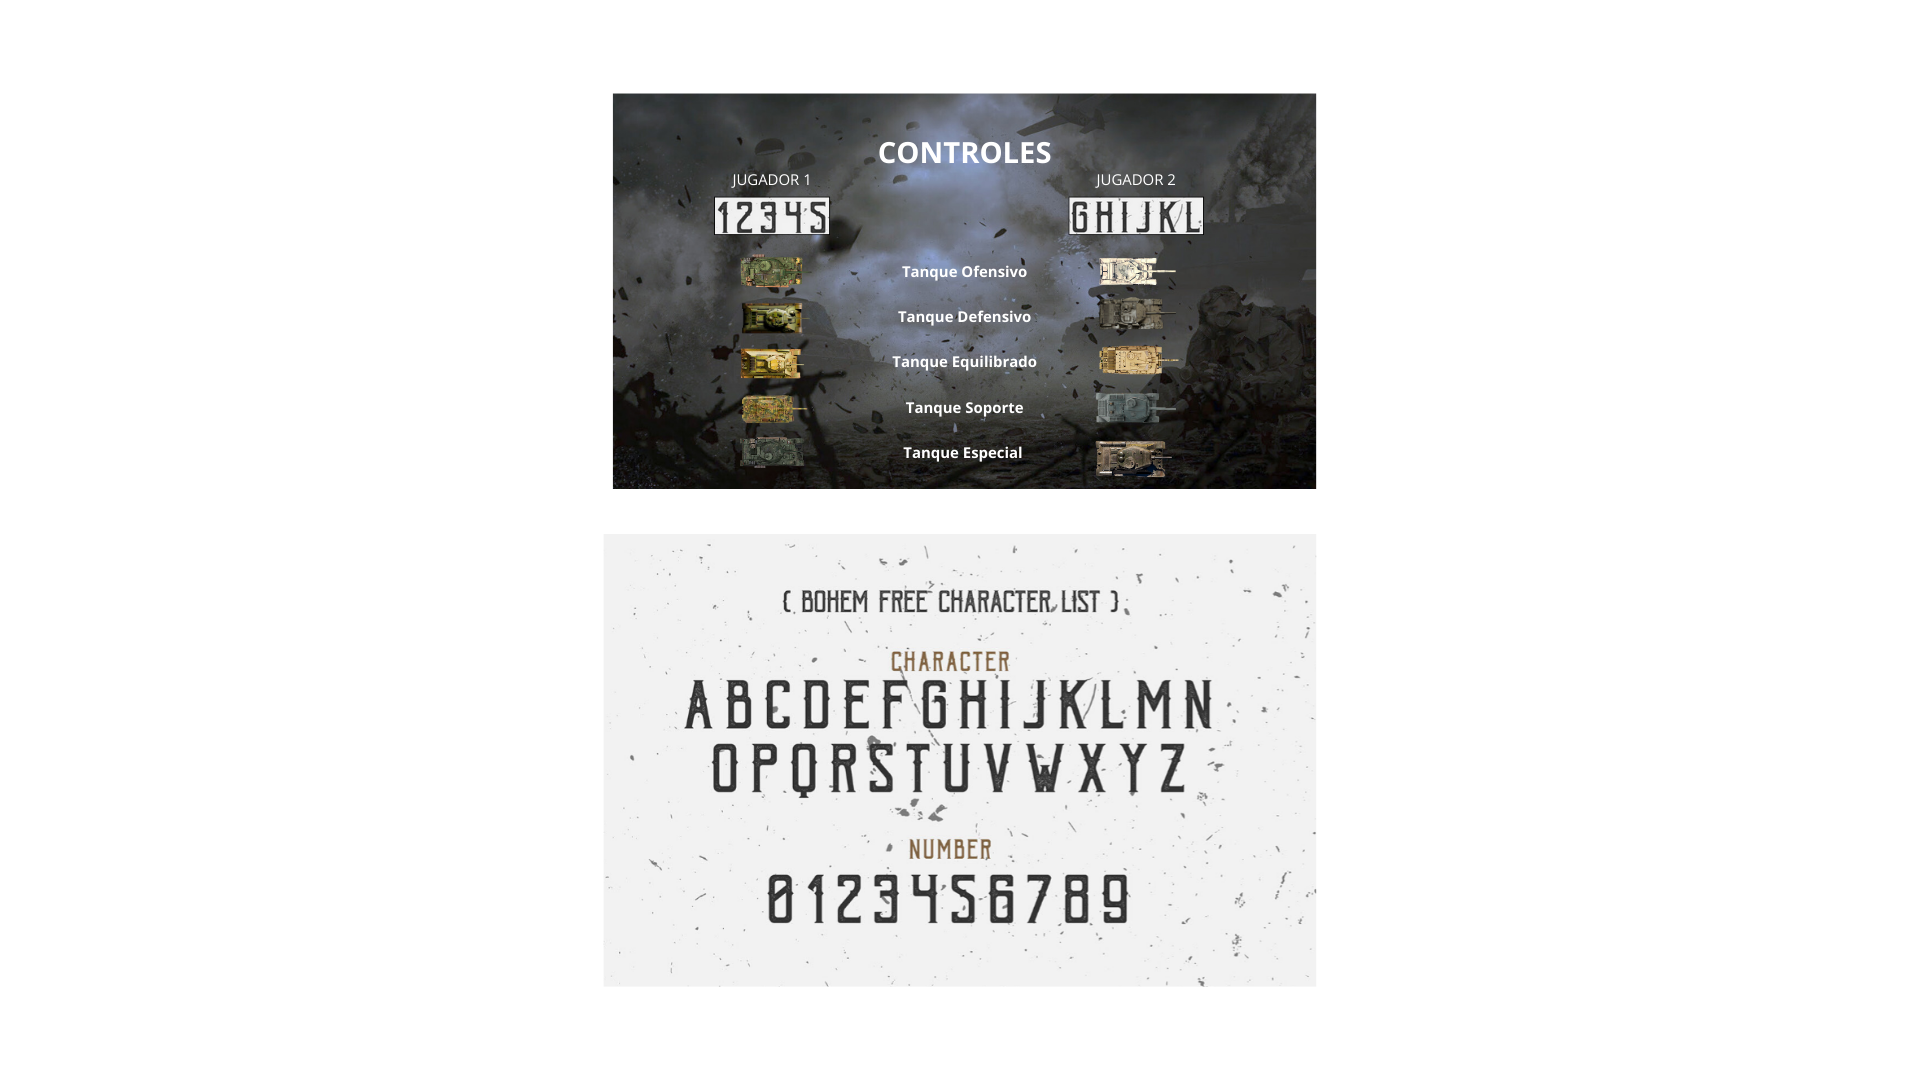 CONTROLES
JUGADOR 1
JUGADOR 2
12345
GHIJKL
Tanque Ofensivo
Tanque Defensivo
Tanque Equilibrado
Tanque Soporte
Tanque Especial
( BOHEM FREE CHARACTER LIST )
CHARACTER
ABCDEFGHIJKLMN
OPQRSTUVWXYZ
NUMBER
0123456789